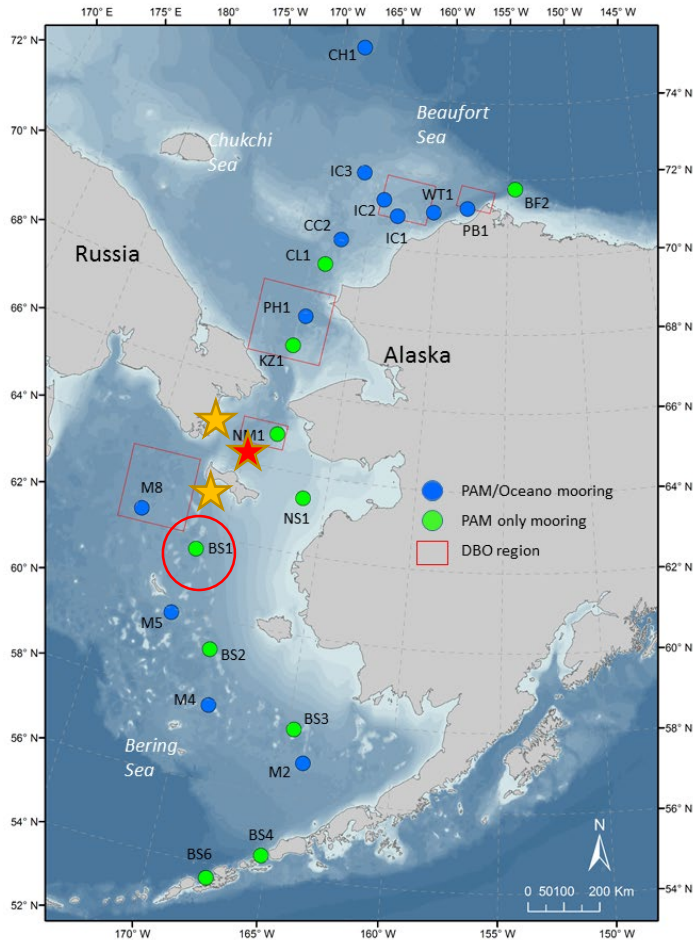 170° E 175° E 180° W 175° W 170° W 165° W 160° W 155° W
72° N
CH1
74° N
Beaufort
Sea
70° N
Chukchi
Sea
IC3
72° N
WT1
IC2
BF2
68° N
CC2
IC1
PB1
Russia
CL1
70° N
66° N
PH1
68° N
Alaska
KZ1
64° N
66° N
NM1
62° N
M8
PAM/Oceano mooring
64° N
NS1
PAM only mooring
BS1
DBO region
60° N
62° N
M5
58° N
BS2
60° N
M4
BS3
56° N
58° N
Bering
Sea
M2
54° N
56° N
BS4
N
BS6
0 50100 200 Km
54° N
52° N
170° W 165° W 160° W 155° W 150° W